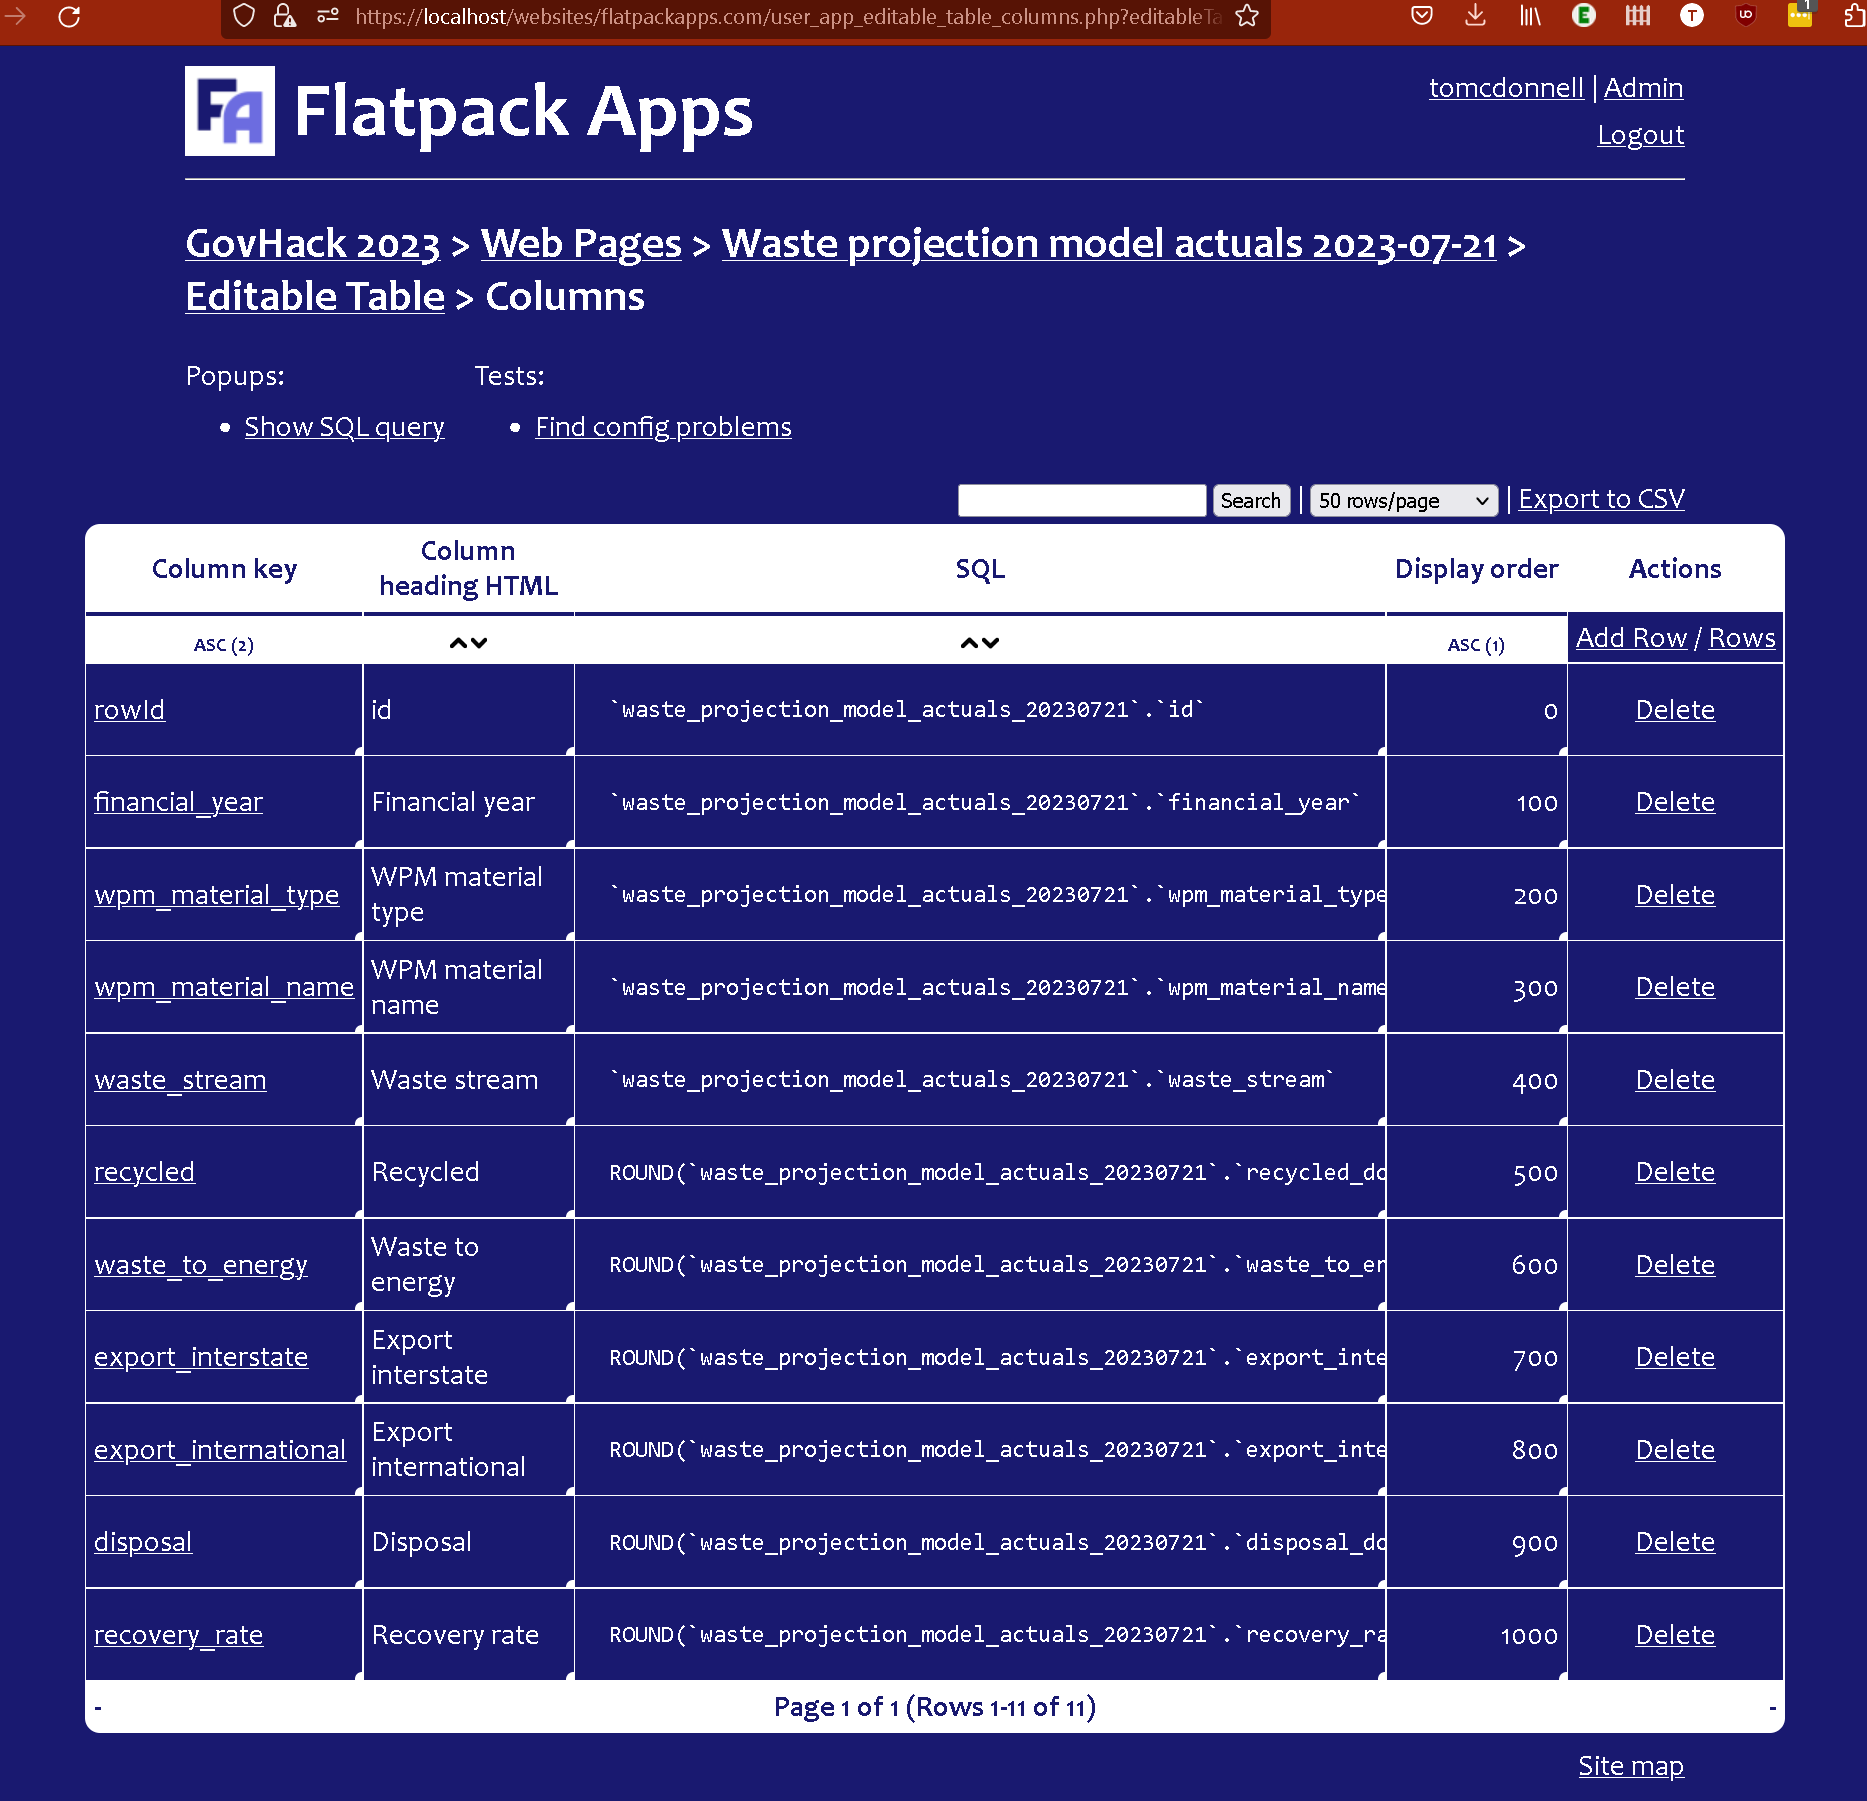 https://localhost/websites/flatpackapps.com/user_app_editable_table_columns.php?editableTa
E
T
1
FA
Flatpack Apps
tomcdonnell | Admin
Logout
GovHack 2023 > Web Pages > Waste projection model actuals 2023-07-21 >
Editable Table > Columns
Popups: Tests:
• Show SQL query • Find config problems
Search | 50 rows/page | Export to CSV
Column key Column heading HTML SQL Display order Actions
ASC (2) ASC (1) Add Row / Rows
rowId id `waste_projection_model_actuals_20230721`.`id` 0 Delete
financial_year Financial year `waste_projection_model_actuals_20230721`.`financial_year` 100 Delete
wpm_material_type WPM material type `waste_projection_model_actuals_20230721`.`wpm_material_type 200 Delete
wpm_material_name WPM material name `waste_projection_model_actuals_20230721`.`wpm_material_name 300 Delete
waste_stream Waste stream `waste_projection_model_actuals_20230721`.`waste_stream` 400 Delete
recycled Recycled ROUND(`waste_projection_model_actuals_20230721`.`recycled_do 500 Delete
waste_to_energy Waste to energy ROUND(`waste_projection_model_actuals_20230721`.`waste_to_en 600 Delete
export_interstate Export interstate ROUND(`waste_projection_model_actuals_20230721`.`export_inte 700 Delete
export_international Export international ROUND(`waste_projection_model_actuals_20230721`.`export_inte 800 Delete
disposal Disposal ROUND(`waste_projection_model_actuals_20230721`.`disposal_do 900 Delete
recovery_rate Recovery rate ROUND(`waste_projection_model_actuals_20230721`.`recovery_ra 1000 Delete
- Page 1 of 1 (Rows 1-11 of 11) -
Site map